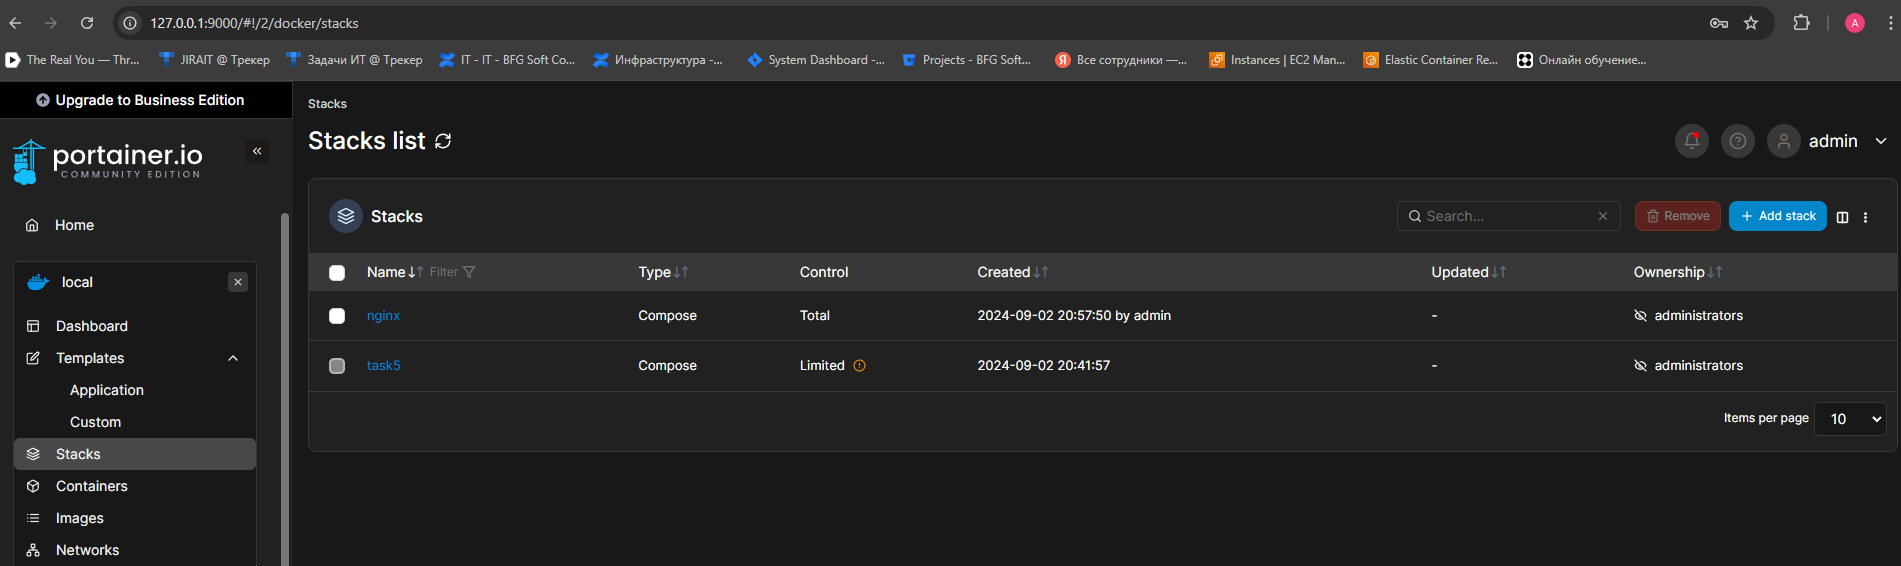 127.0.0.1:9000/#!/2/docker/stacks
The Real You — Thr... JIRAIT @ Трекер Задачи ИТ @ Трекер IT - IT - BFG Soft Co... Инфраструктура -... System Dashboard -... Projects - BFG Soft... Все сотрудники —... Instances | EC2 Man... Elastic Container Re... Онлайн обучение...
Upgrade to Business Edition
portainer.io
COMMUNITY EDITION
Home
local
Dashboard
Templates
Application
Custom
Stacks
Containers
Images
Networks
Stacks
Stacks list
admin
Stacks
Search...
Remove
Add stack
Name Filter Type Control Created Updated Ownership
nginx Compose Total 2024-09-02 20:57:50 by admin - administrators
task5 Compose Limited 2024-09-02 20:41:57 - administrators
Items per page 10